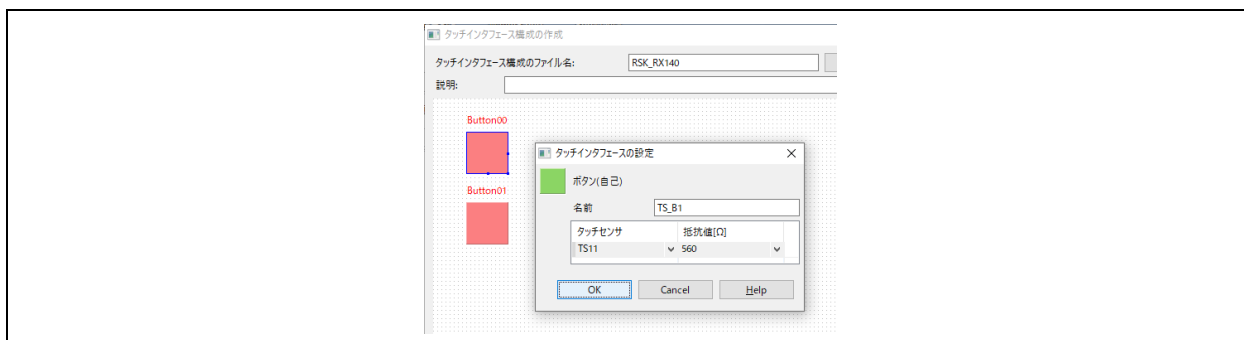 タッチインタフェース構成の作成
タッチインタフェース構成のファイル名: RSK_RX140
説明:
Button00
タッチインタフェースの設定
ボタン(自己)
Button01
名前 TS_B1
タッチセンサ 抵抗値[Ω]
TS11 560
OK Cancel Help